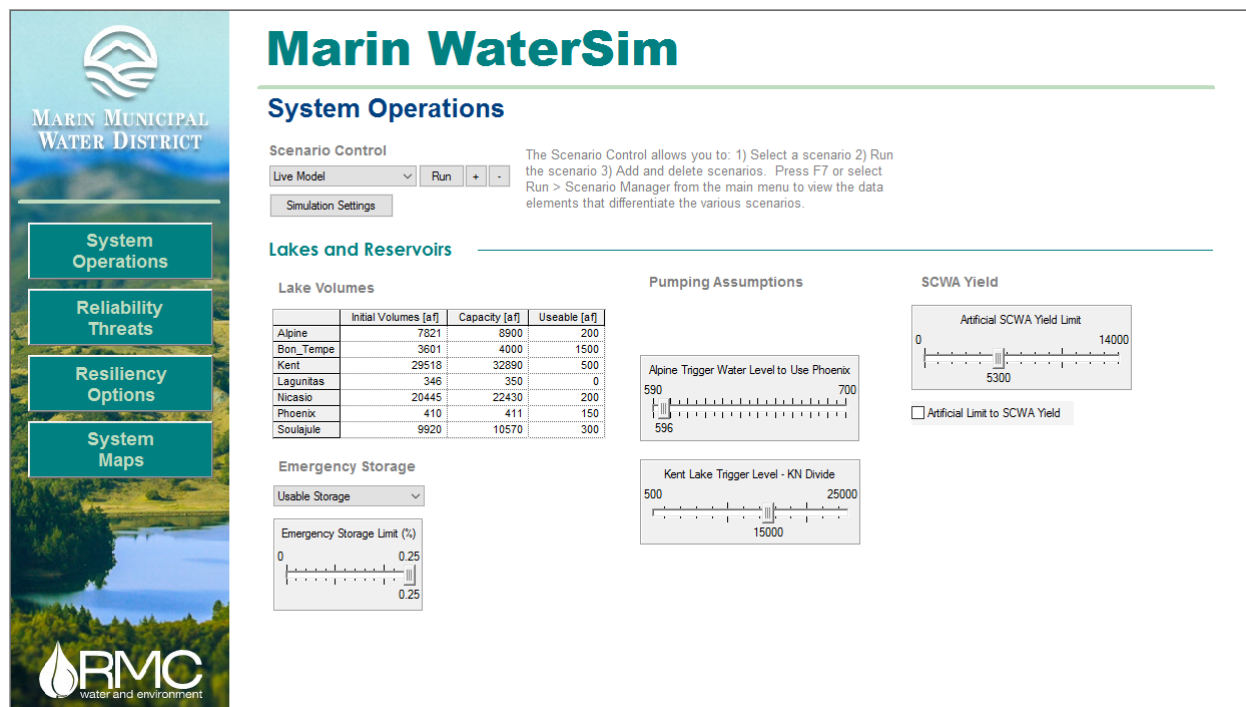 MARIN MUNICIPAL
WATER DISTRICT
System
Operations
Reliability
Threats
Resiliency
Options
System
Maps
RMC
water and environment
Marin WaterSim
System Operations
Scenario Control
Live Model
Run + -
Simulation Settings
The Scenario Control allows you to: 1) Select a scenario 2) Run
the scenario 3) Add and delete scenarios. Press F7 or select
Run > Scenario Manager from the main menu to view the data
elements that differentiate the various scenarios.
Lakes and Reservoirs
Lake Volumes
Initial Volumes [af] Capacity [af] Useable [af]
Alpine 7821 8900 200
Bon_Tempe 3601 4000 1500
Kent 29518 32890 500
Lagunitas 346 350 0
Nicasio 20445 22430 200
Phoenix 410 411 150
Soulajule 9920 10570 300
Emergency Storage
Usable Storage
Emergency Storage Limit (%)
0 0.25
0.25
Pumping Assumptions
Alpine Trigger Water Level to Use Phoenix
590 700
596
Kent Lake Trigger Level - KN Divide
500 25000
15000
SCWA Yield
Artificial SCWA Yield Limit
0 14000
5300
Artificial Limit to SCWA Yield